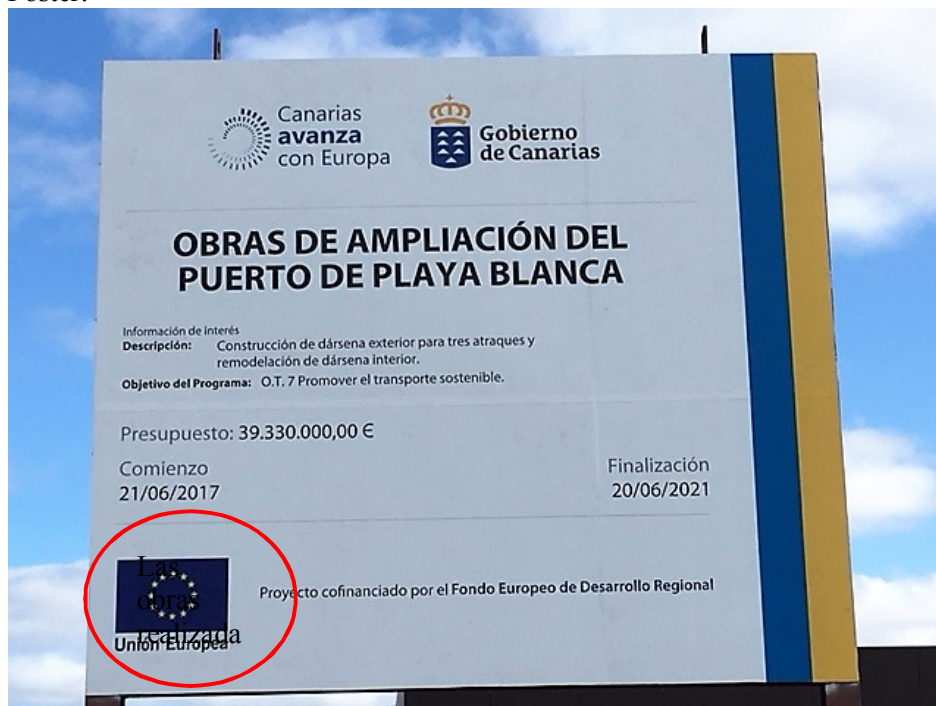 Canarias
avanza
con Europa
Gobierno
de Canarias
OBRAS DE AMPLIACIÓN DEL
PUERTO DE PLAYA BLANCA
Información de interés
Descripción: Construcción de dársena exterior para tres atraques y
remodelación de dársena interior.
Objetivo del Programa: O.T. 7 Promover el transporte sostenible.
Presupuesto: 39.330.000,00 €
Comienzo
21/06/2017
Finalización
20/06/2021
Las
obras
realizada
Unión Europea
Proyecto cofinanciado por el Fondo Europeo de Desarrollo Regional